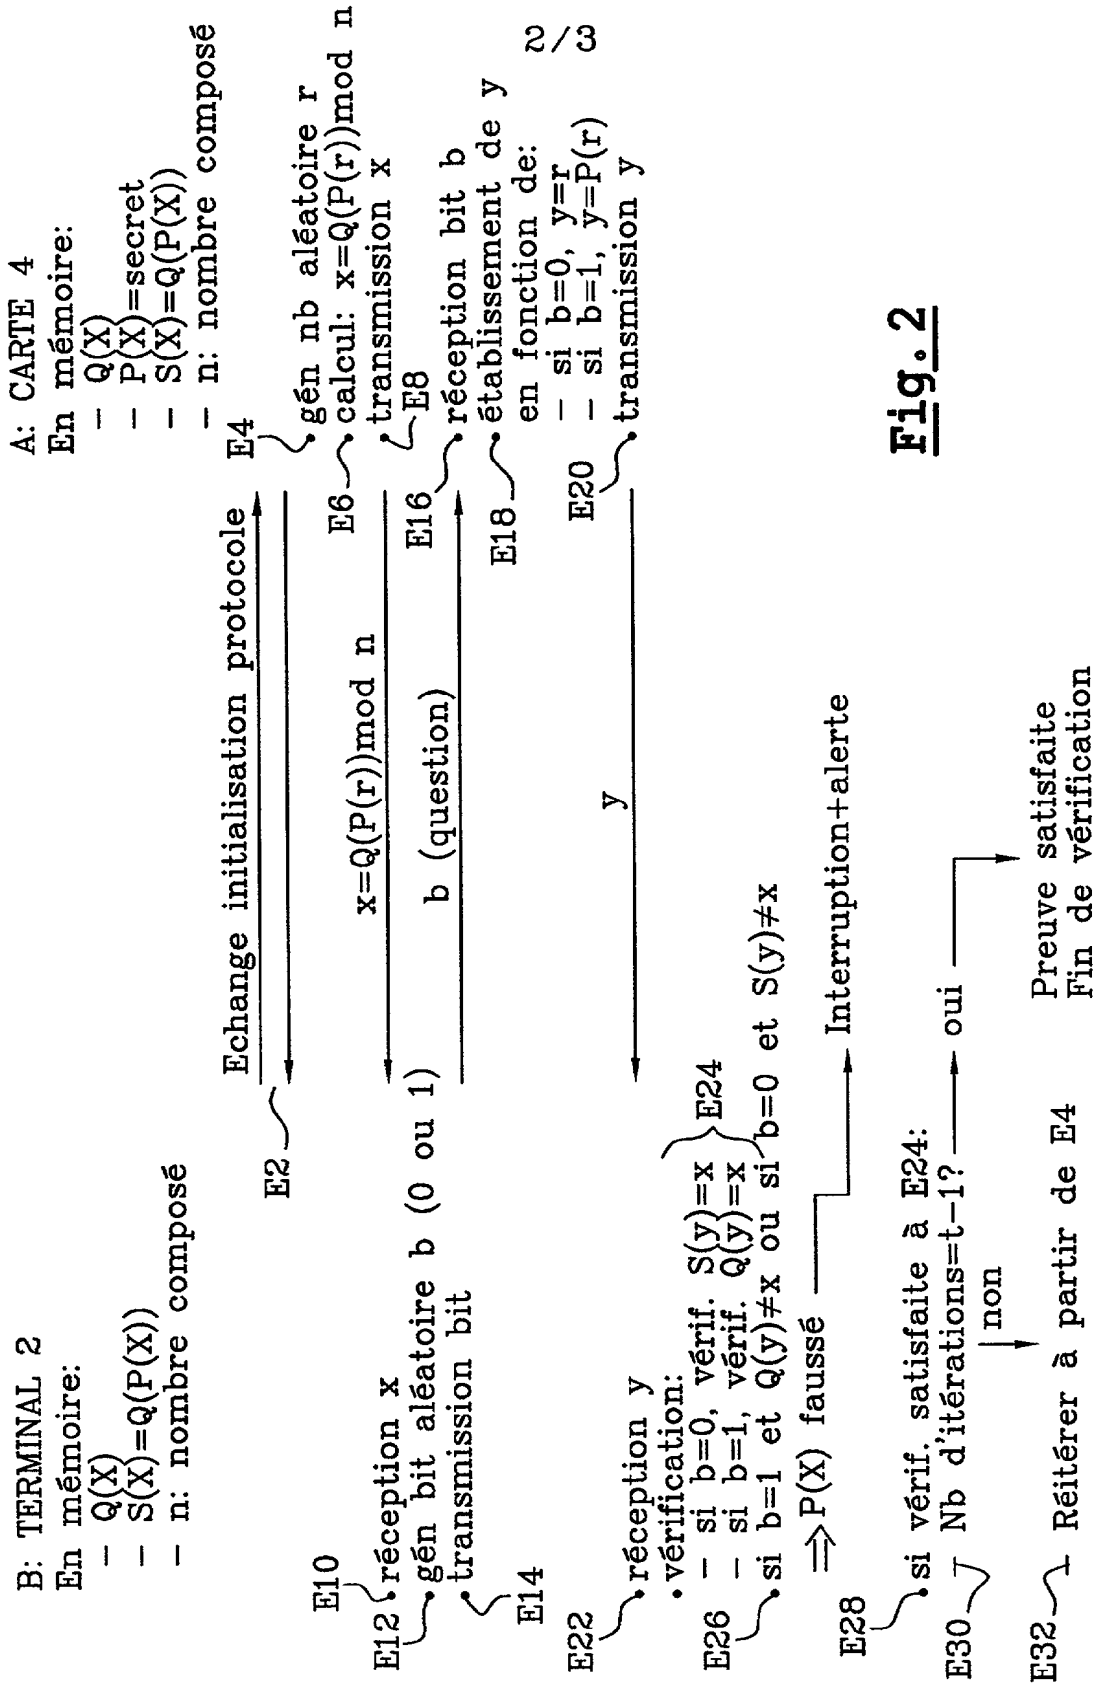 2/3
B: TERMINAL 2
En mémoire:
- Q(X)
- S(X)=Q(P(X))
- n: nombre composé
A: CARTE 4
En mémoire:
- Q(X)
- P(X)=secret
- S(X)=Q(P(X))
- n: nombre composé
Echange initialisation protocole
E2
E4
• gén nb aléatoire r
E6
• calcul: x=Q(P(r))mod n
• transmission x
E8
x=Q(P(r))mod n
E10
• réception x
E12
• gén bit aléatoire b (0 ou 1)
• transmission bit
E14
b (question)
E16
• réception bit b
E18
• établissement de y
en fonction de:
- si b=0, y=r
- si b=1, y=P(r)
E20
• transmission y
y
E22
• réception y
• vérification:
- si b=0, vérif. S(y)=x
- si b=1, vérif. Q(y)=x
E24
E26
• si b=1 et Q(y)≠x ou si b=0 et S(y)≠x
⇒ P(X) faussé
Interruption+alerte
E28
• si vérif. satisfaite à E24:
E30
Nb d'itérations=t-1?
oui
non
Preuve satisfaite
Fin de vérification
E32
Réitérer à partir de E4
Fig.2